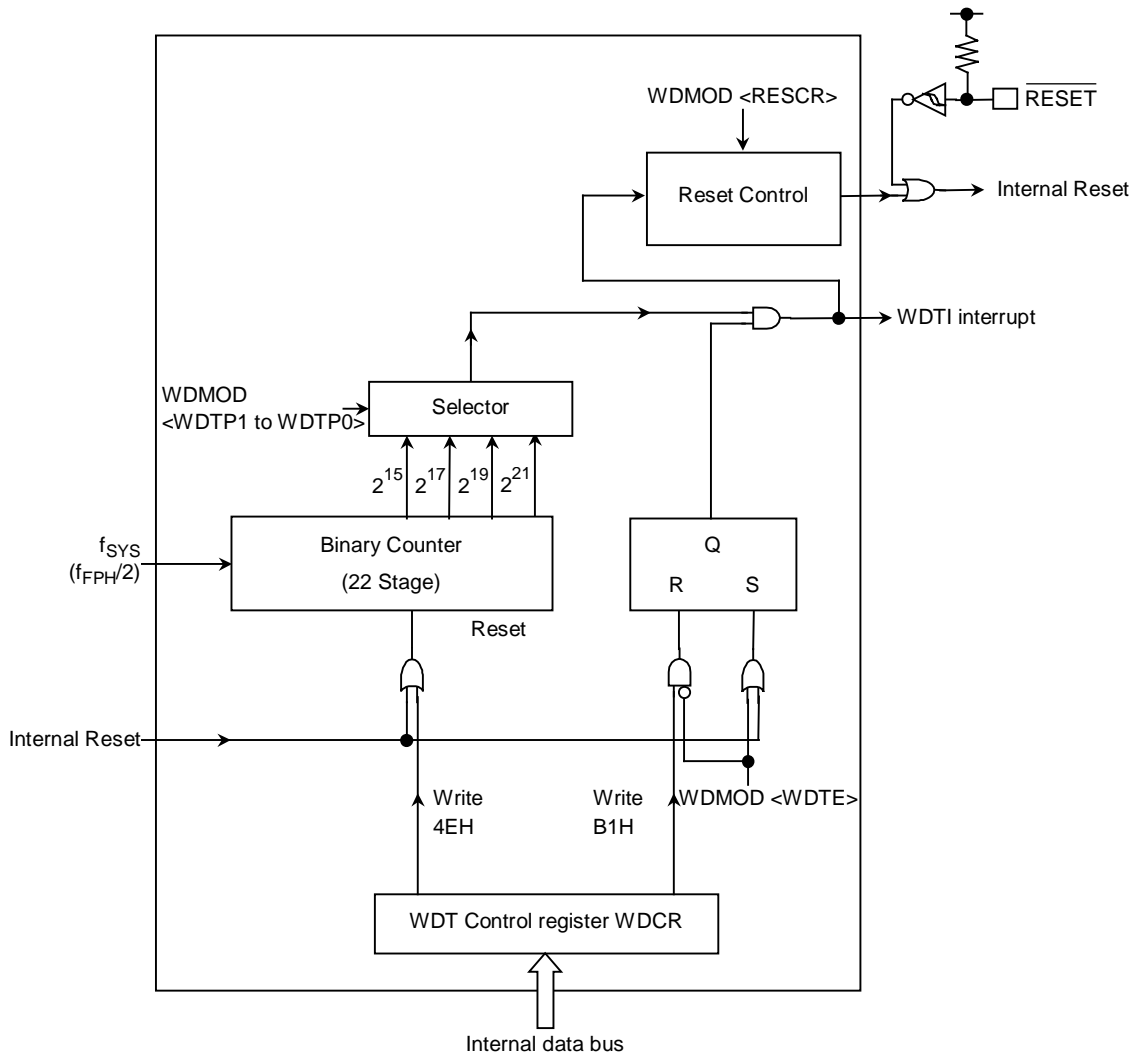 WDMOD <RESCR>
RESET
Reset Control
Internal Reset
WDTI interrupt
WDMOD
<WDTP1 to WDTP0>
Selector
2^15 2^17 2^19 2^21
fSYS
(fFPH/2)
Binary Counter
(22 Stage)
Q
R S
Reset
Internal Reset
Write
4EH
Write
B1H
WDMOD <WDTE>
WDT Control register WDCR
Internal data bus